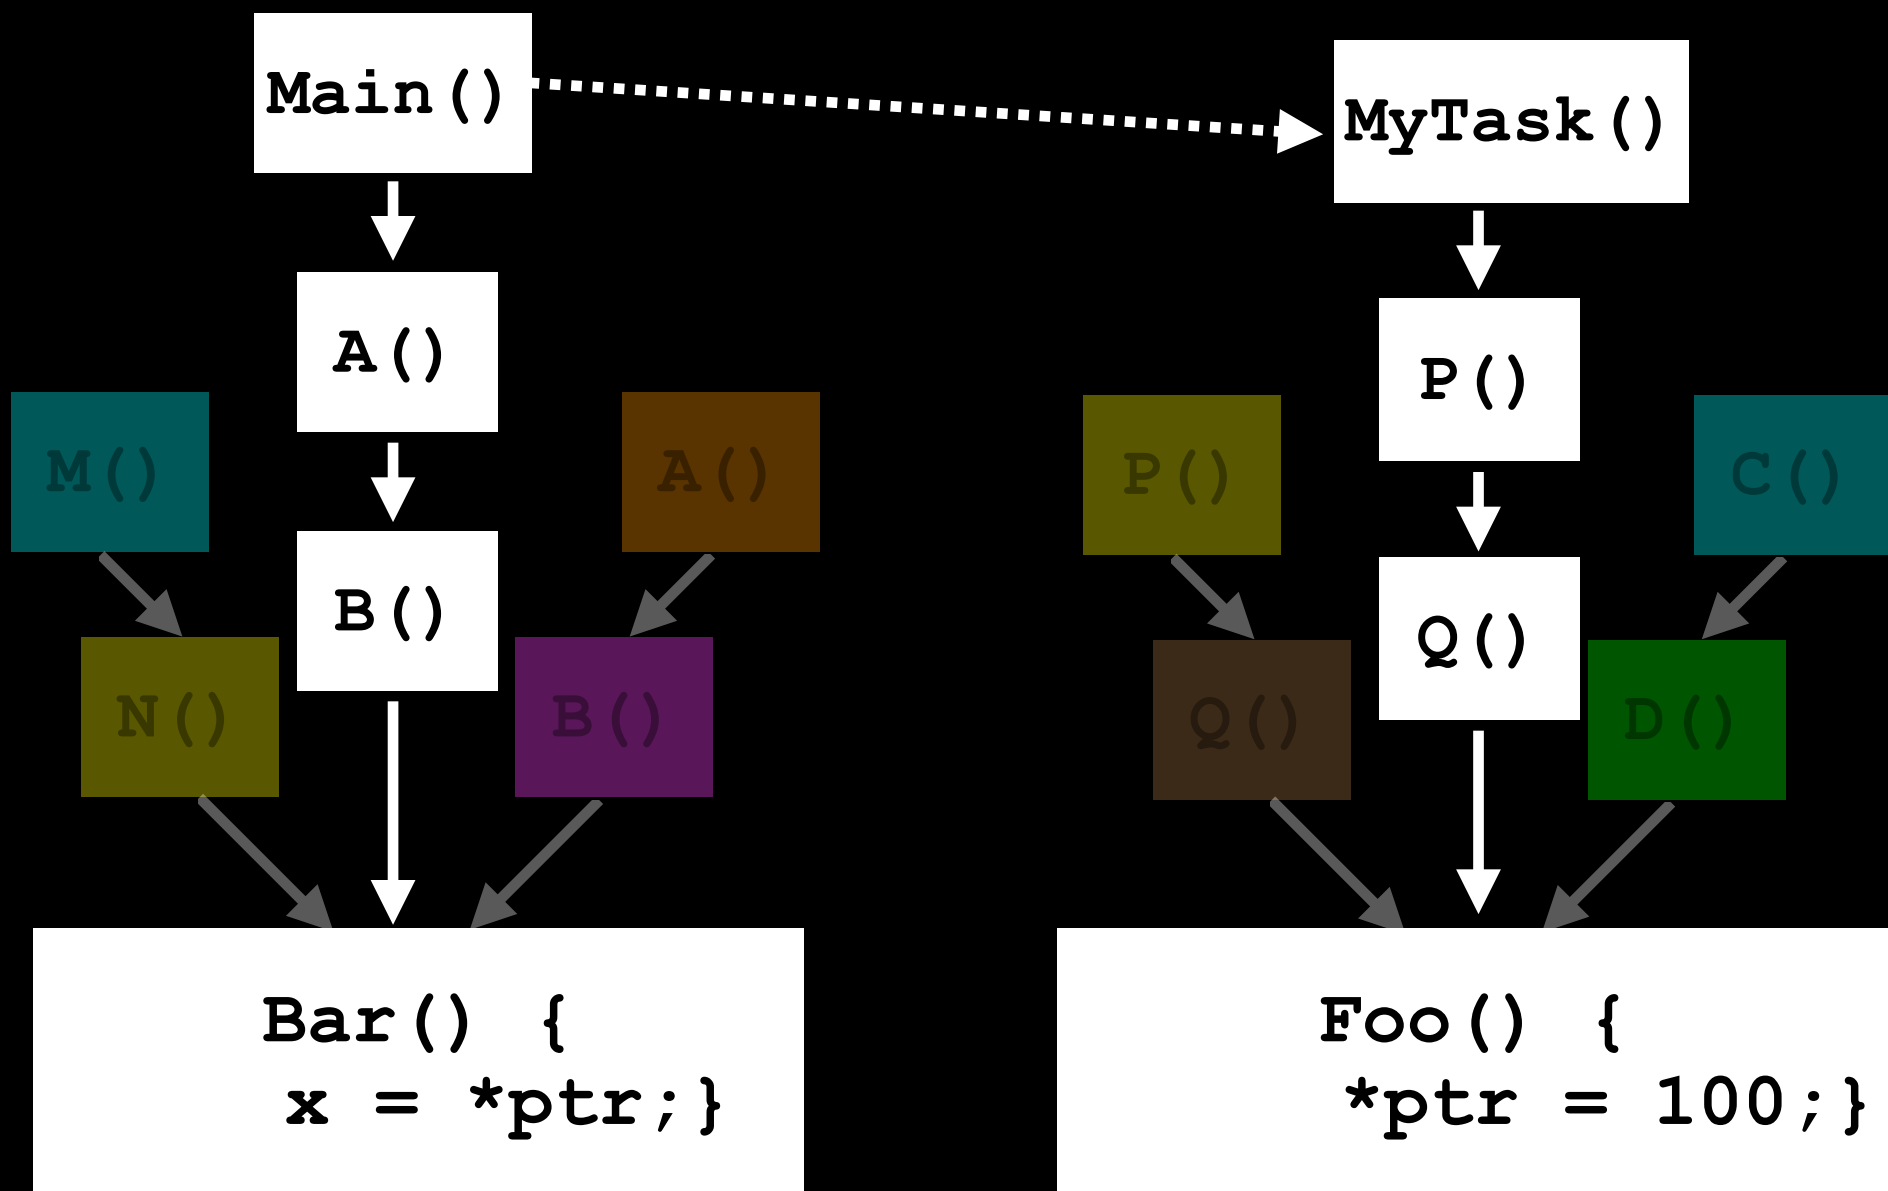 Main()
MyTask()
A()
P()
M()
A()
P()
C()
B()
Q()
N()
B()
Q()
D()
Bar() {
x = *ptr;}
Foo() {
*ptr = 100;}